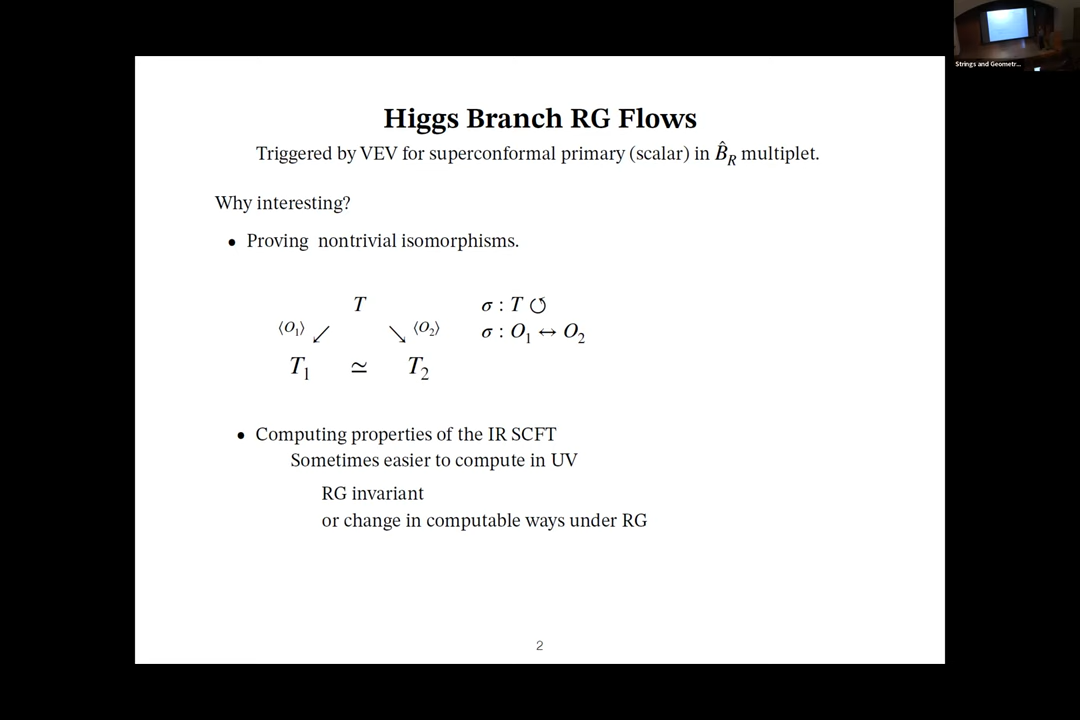 Strings and Geometr...
Higgs Branch RG Flows
Triggered by VEV for superconformal primary (scalar) in B̂_R multiplet.
Why interesting?
• Proving nontrivial isomorphisms.
T σ : T ↺
⟨O₁⟩ ↙ ↘ ⟨O₂⟩ σ : O₁ ↔ O₂
T₁ ≃ T₂
• Computing properties of the IR SCFT
Sometimes easier to compute in UV
RG invariant
or change in computable ways under RG
2